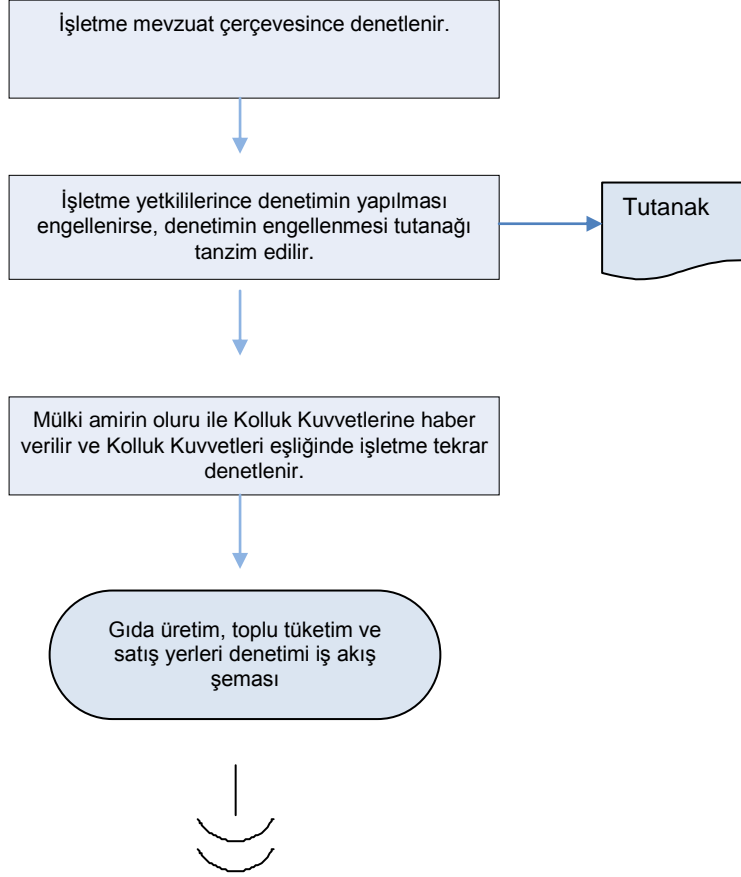 İşletme mevzuat çerçevesince denetlenir.
İşletme yetkililerince denetimin yapılması
engellenirse, denetimin engellenmesi tutanağı
tanzim edilir.
Tutanak
Mülki amirin oluru ile Kolluk Kuvvetlerine haber
verilir ve Kolluk Kuvvetleri eşliğinde işletme tekrar
denetlenir.
Gıda üretim, toplu tüketim ve
satış yerleri denetimi iş akış
şeması